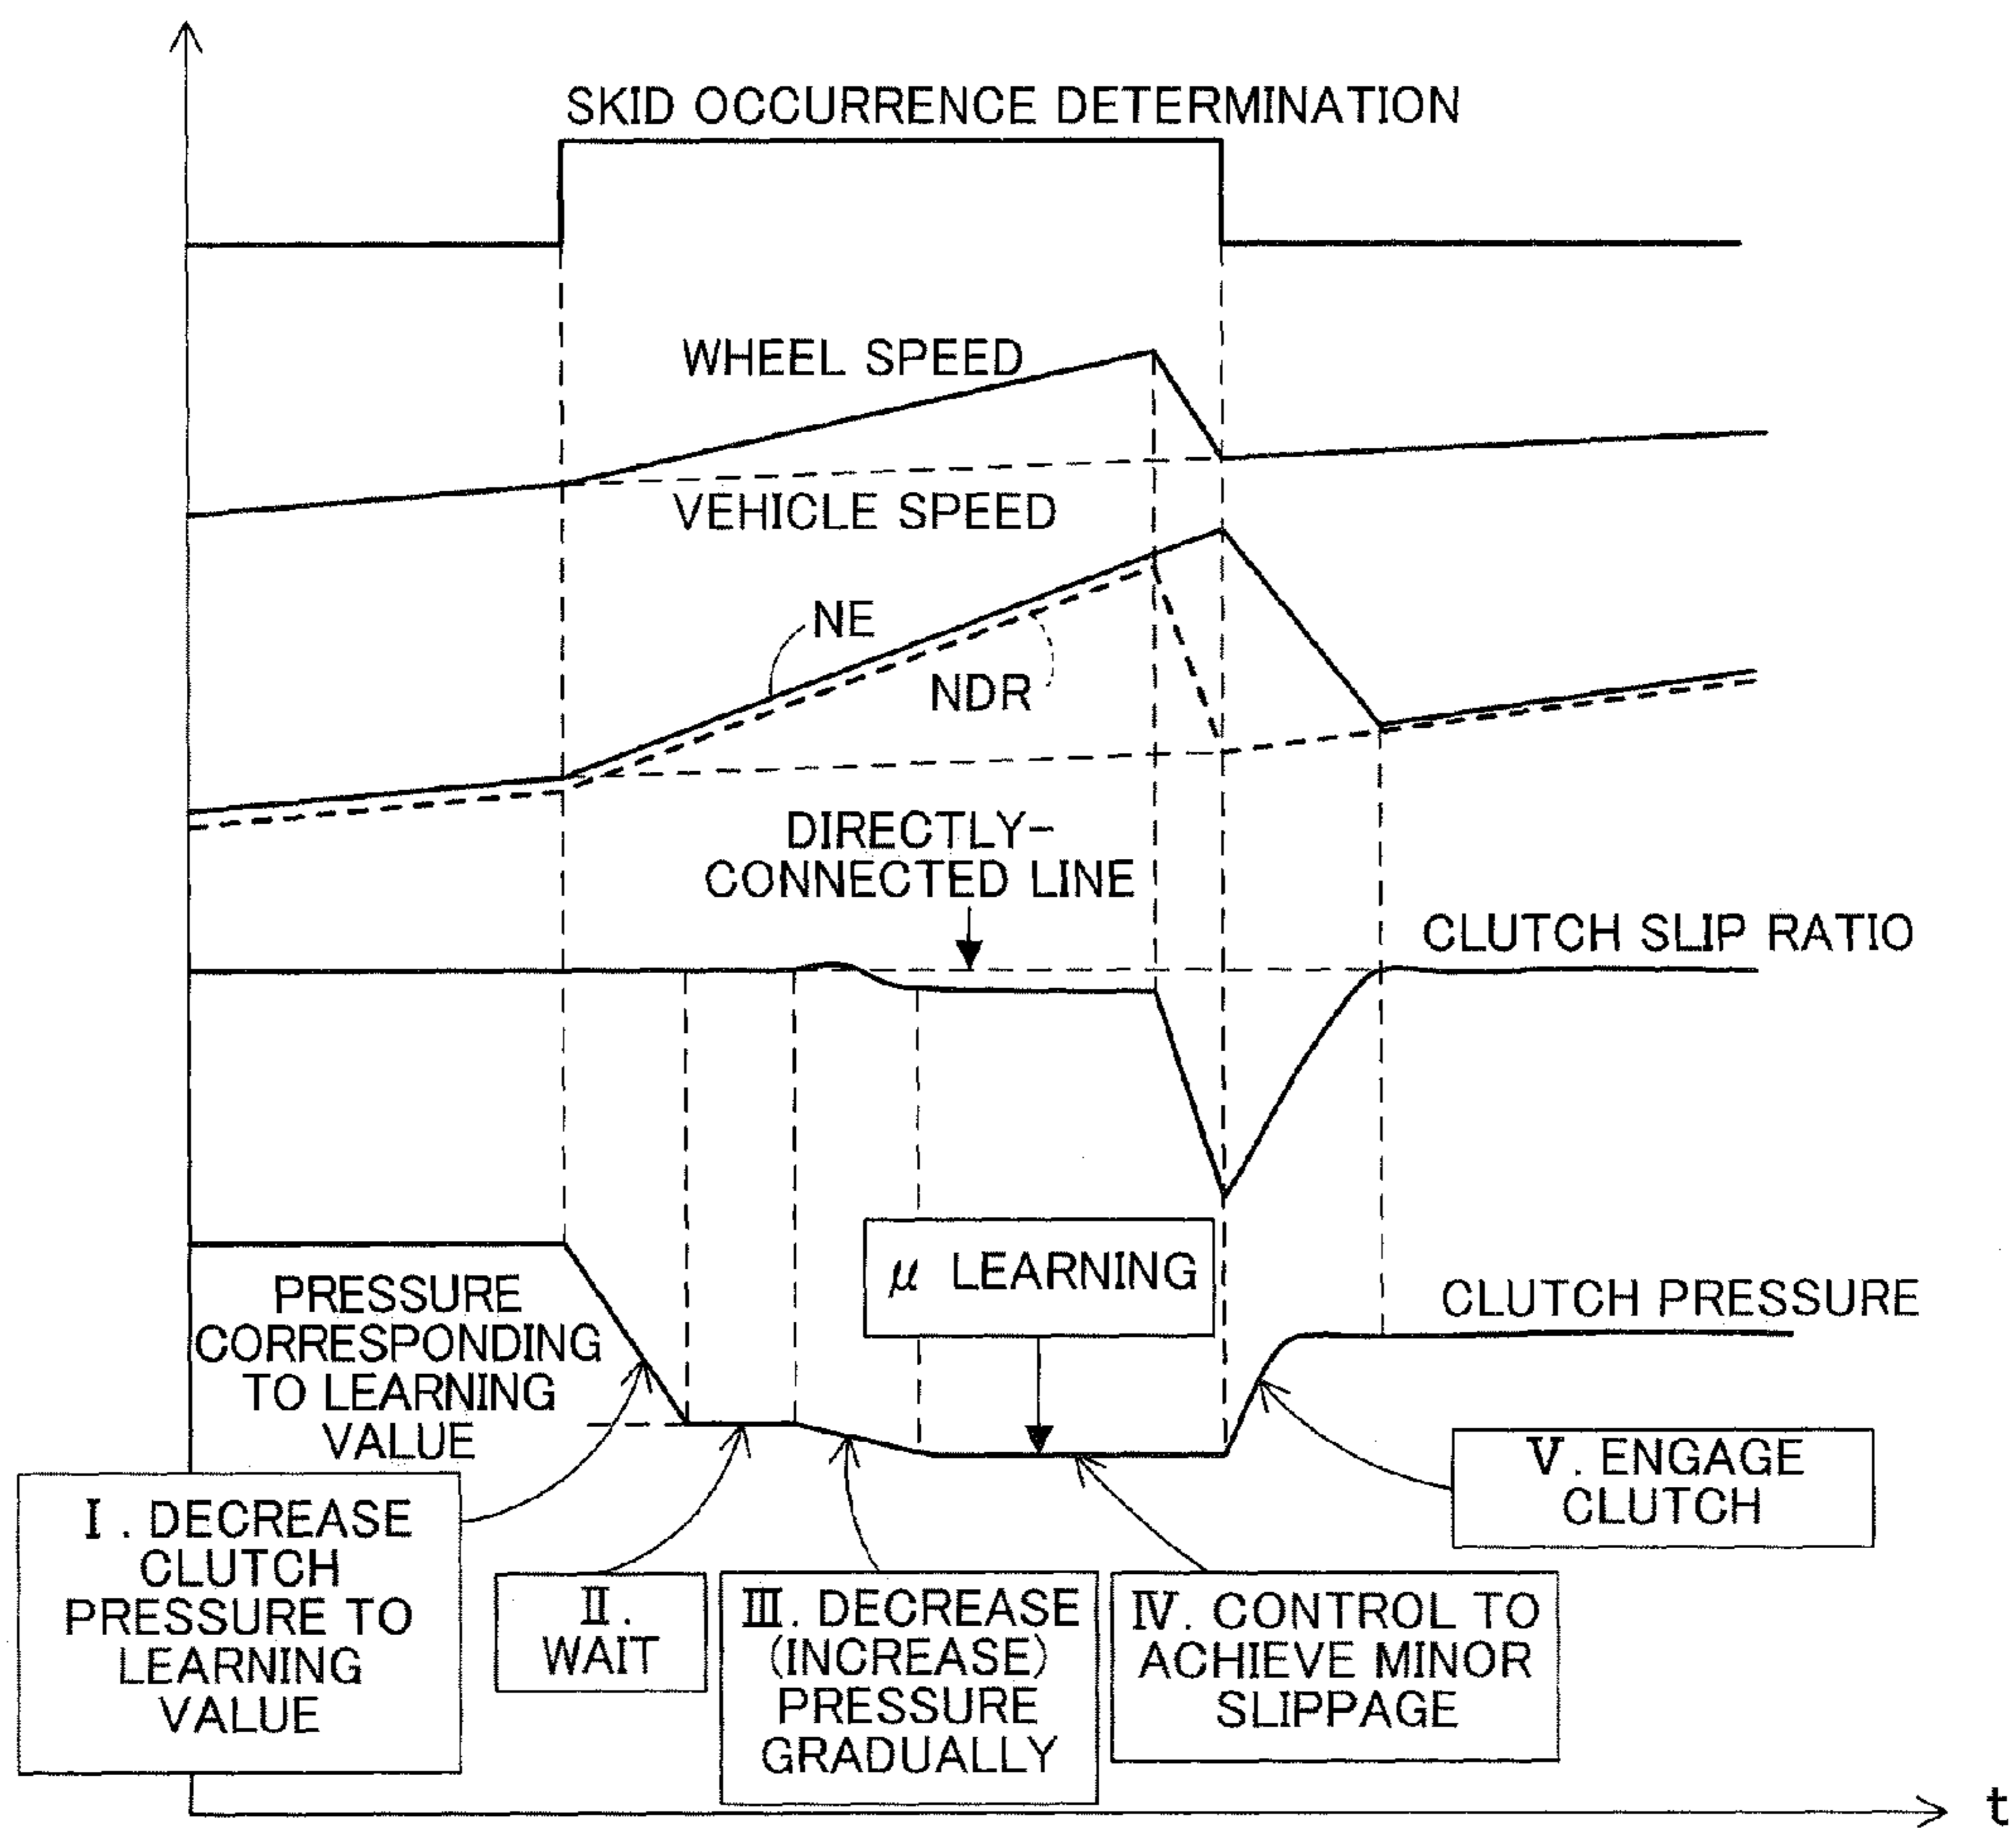 SKID OCCURRENCE DETERMINATION
WHEEL SPEED
VEHICLE SPEED
NE
NDR
DIRECTLY-
CONNECTED LINE
CLUTCH SLIP RATIO
μ LEARNING
PRESSURE
CORRESPONDING
TO LEARNING
VALUE
CLUTCH PRESSURE
I. DECREASE
CLUTCH
PRESSURE TO
LEARNING
VALUE
II.
WAIT
III. DECREASE
(INCREASE)
PRESSURE
GRADUALLY
IV. CONTROL TO
ACHIEVE MINOR
SLIPPAGE
V. ENGAGE
CLUTCH
t